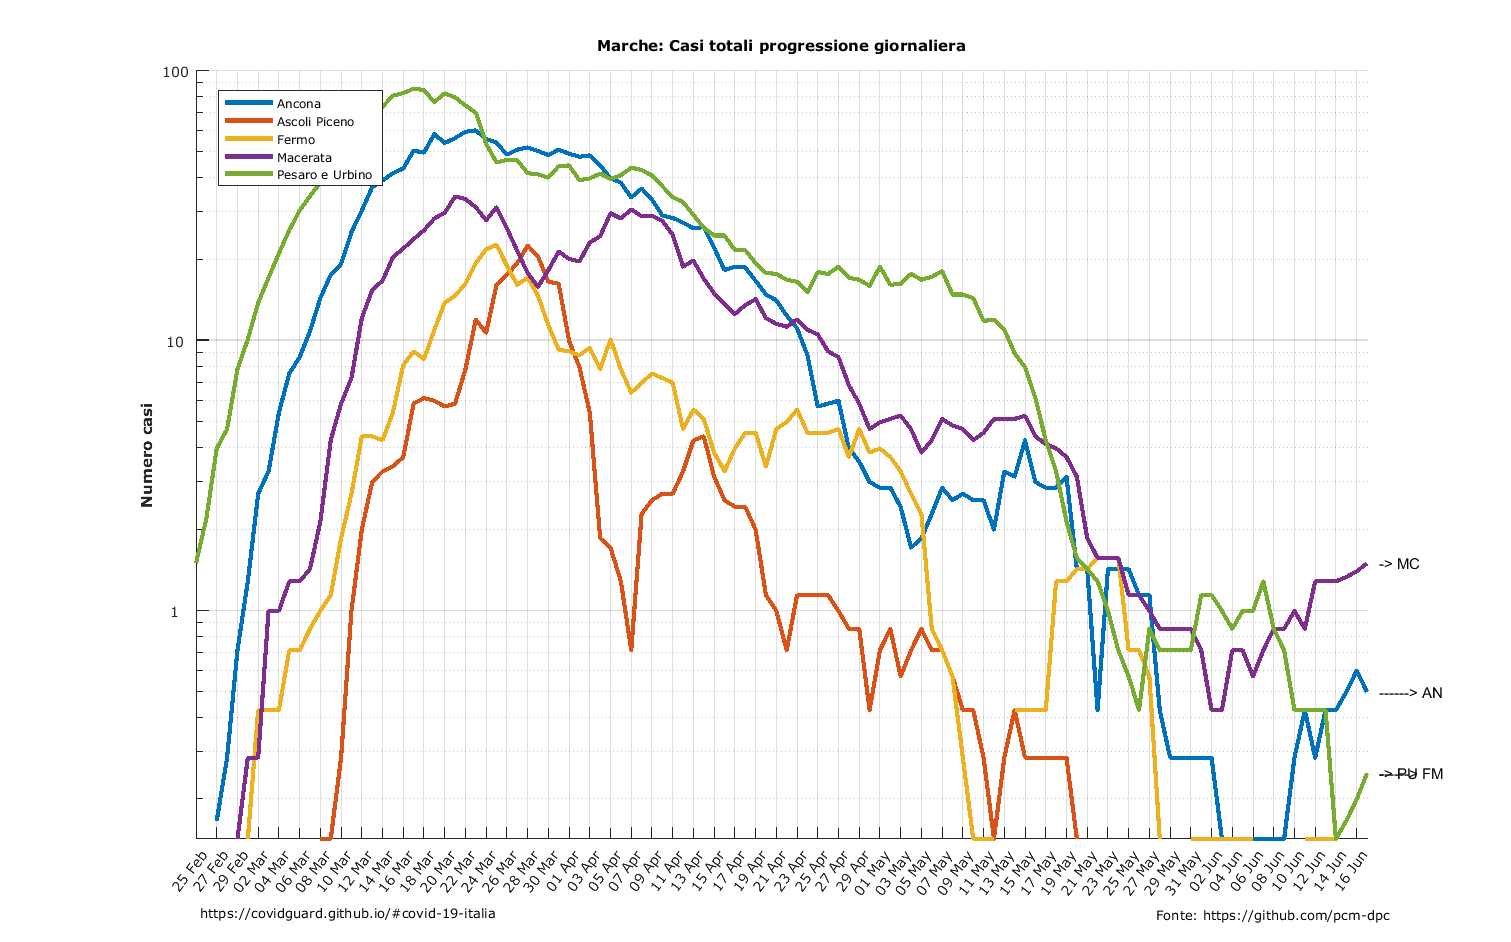 Marche: Casi totali progressione giornaliera
Numero casi
100
10
1
Ancona
Ascoli Piceno
Fermo
Macerata
Pesaro e Urbino
-> MC
------> AN
-> PU
FM
25 Feb
27 Feb
29 Feb
02 Mar
04 Mar
06 Mar
08 Mar
10 Mar
12 Mar
14 Mar
16 Mar
18 Mar
20 Mar
22 Mar
24 Mar
26 Mar
28 Mar
30 Mar
01 Apr
03 Apr
05 Apr
07 Apr
09 Apr
11 Apr
13 Apr
15 Apr
17 Apr
19 Apr
21 Apr
23 Apr
25 Apr
27 Apr
29 Apr
01 May
03 May
05 May
07 May
09 May
11 May
13 May
15 May
17 May
19 May
21 May
23 May
25 May
27 May
29 May
31 May
02 Jun
04 Jun
06 Jun
08 Jun
10 Jun
12 Jun
14 Jun
16 Jun
https://covidguard.github.io/#covid-19-italia
Fonte: https://github.com/pcm-dpc